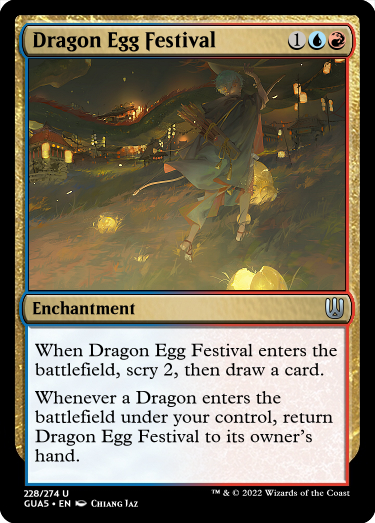 Dragon Egg Festival 1
Enchantment
When Dragon Egg Festival enters the
battlefield, scry 2, then draw a card.
Whenever a Dragon enters the
battlefield under your control, return
Dragon Egg Festival to its owner's
hand.
228/274 U
GUA5 • EN Chiang Jaz
™ & © 2022 Wizards of the Coast